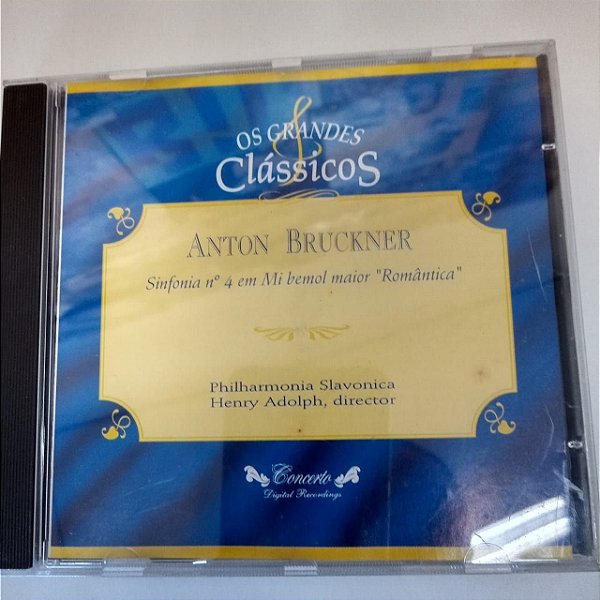 OS GRANDES
Clássicos
ANTON BRUCKNER
Sinfonia nº 4 em Mi bemol maior "Romântica"
Philharmonia Slavonica
Henry Adolph, director
Concerto
Digital Recordings